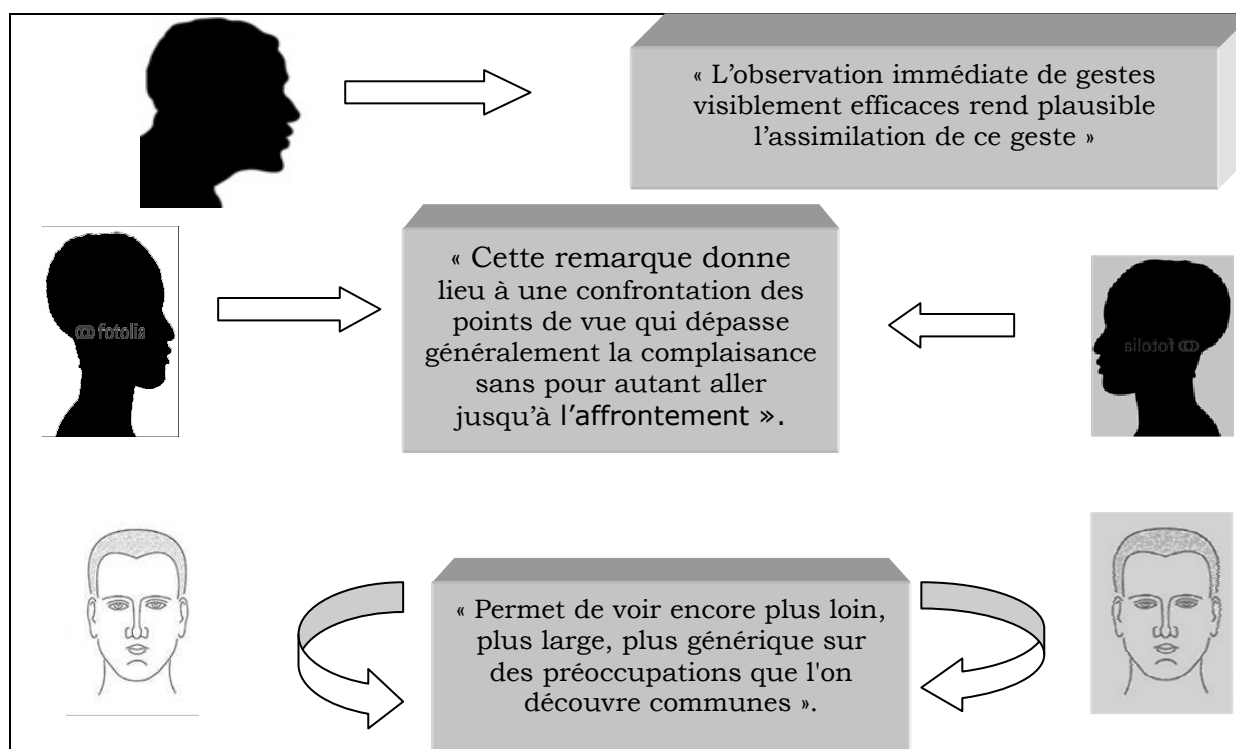 « L’observation immédiate de gestes
visiblement efficaces rend plausible
l’assimilation de ce geste »
« Cette remarque donne
lieu à une confrontation des
points de vue qui dépasse
généralement la complaisance
sans pour autant aller
jusqu’à l’affrontement ».
fotolia
fotolia
« Permet de voir encore plus loin,
plus large, plus générique sur
des préoccupations que l'on
découvre communes ».